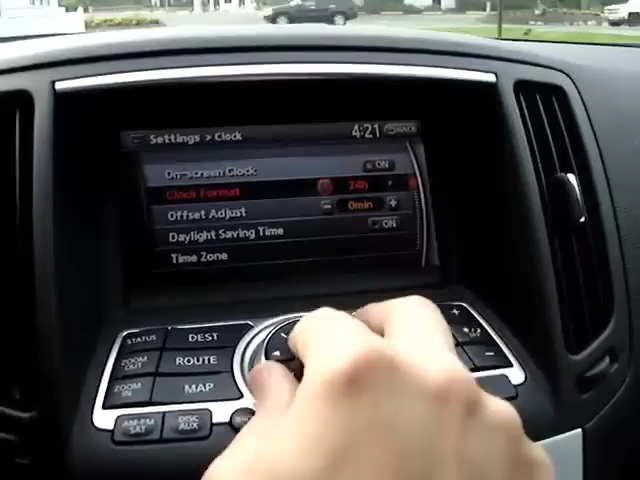 Settings > Clock 4:21 BACK
On-screen Clock ON
Clock Format 24h
Offset Adjust - 0min +
Daylight Saving Time ON
Time Zone
STATUS DEST
ZOOM OUT ROUTE
ZOOM IN MAP
AM·FM SAT DISC AUX
+
-